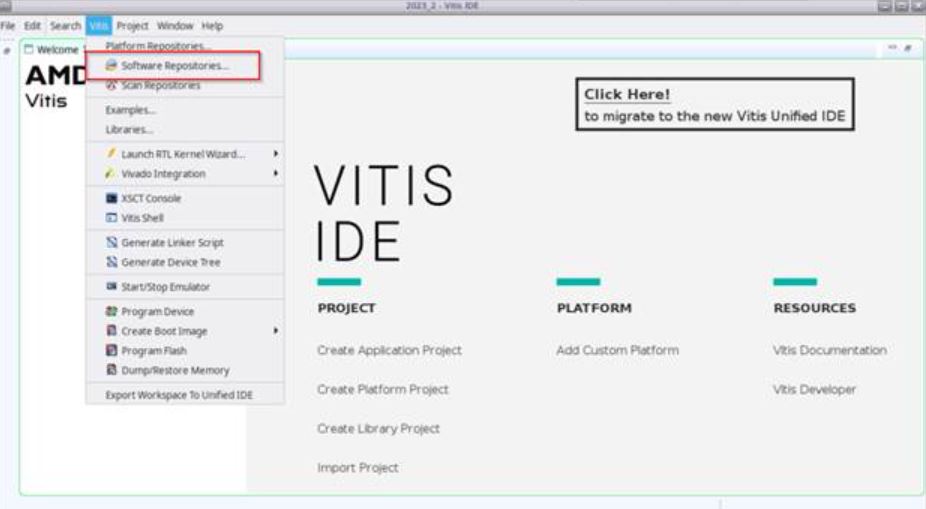 2023_2 - Vitis IDE
File Edit Search Vitis Project Window Help
Welcome
Platform Repositories...
Software Repositories...
Scan Repositories
Examples...
Libraries...
Launch RTL Kernel Wizard...
Vivado Integration
XSCT Console
Vitis Shell
Generate Linker Script
Generate Device Tree
Start/Stop Emulator
Program Device
Create Boot Image
Program Flash
Dump/Restore Memory
Export Workspace To Unified IDE
AMD
Vitis
Click Here!
to migrate to the new Vitis Unified IDE
VITIS
IDE
PROJECT
Create Application Project
Create Platform Project
Create Library Project
Import Project
PLATFORM
Add Custom Platform
RESOURCES
Vitis Documentation
Vitis Developer